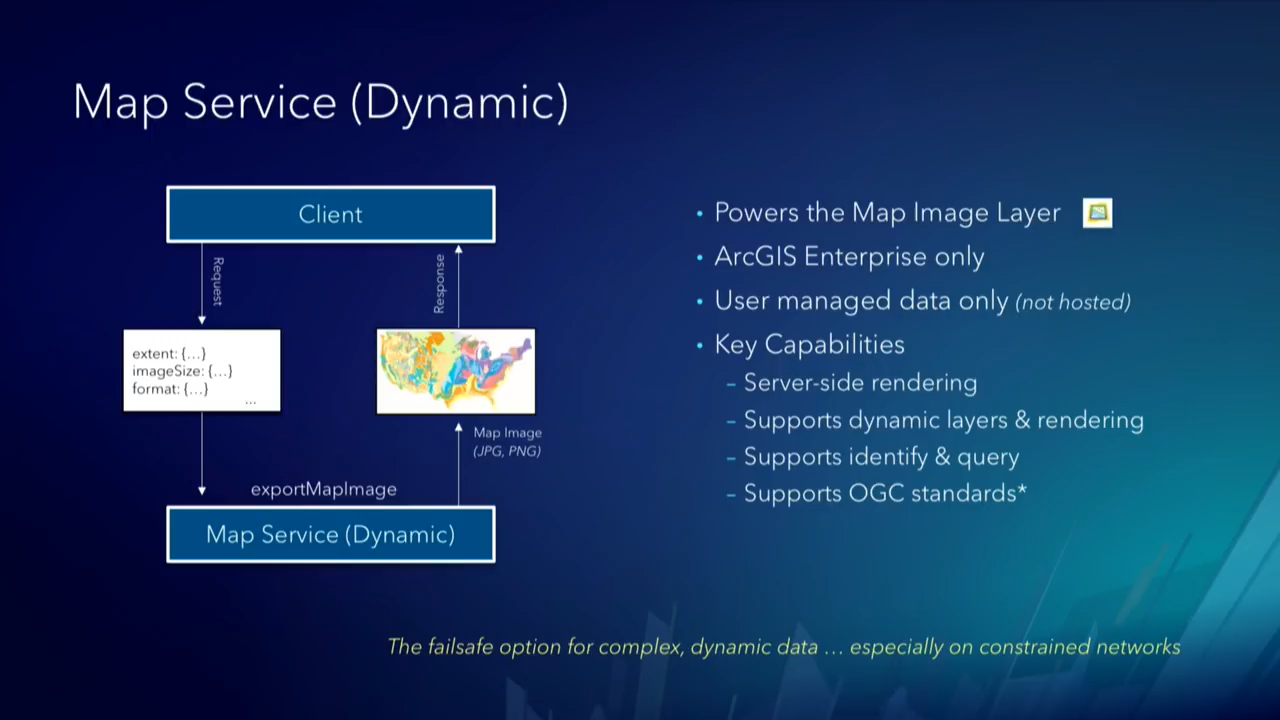 Map Service (Dynamic)
Client
Request
Response
extent: {...}
imageSize: {...}
format: {...}
...
Map Image
(JPG, PNG)
exportMapImage
Map Service (Dynamic)
• Powers the Map Image Layer
• ArcGIS Enterprise only
• User managed data only (not hosted)
• Key Capabilities
– Server-side rendering
– Supports dynamic layers & rendering
– Supports identify & query
– Supports OGC standards*
The failsafe option for complex, dynamic data ... especially on constrained networks